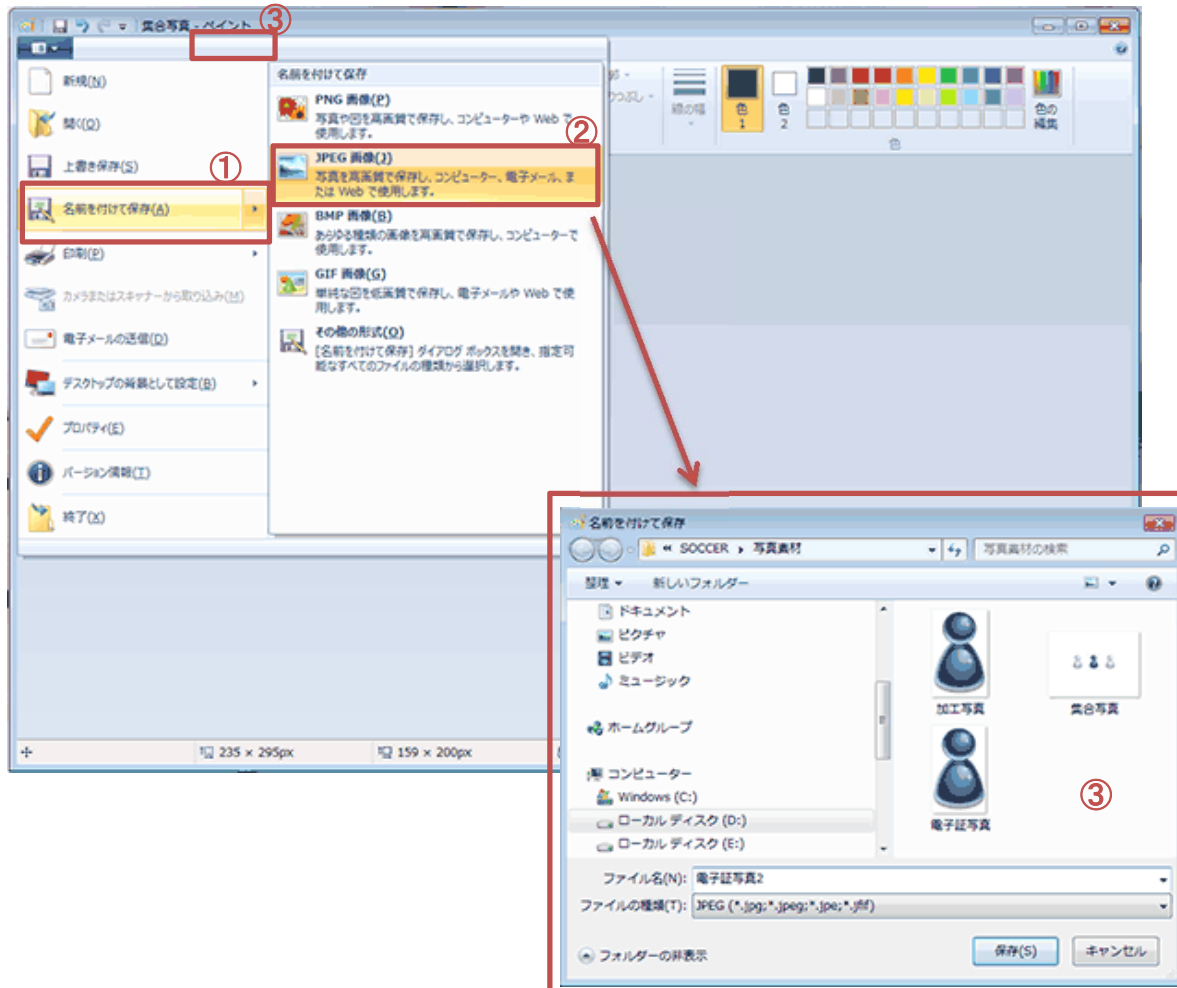 集合写真 - ペイント
③
新規(N)
開く(O)
上書き保存(S)
①
名前を付けて保存(A)
印刷(P)
カメラまたはスキャナーから取り込み(M)
電子メールの送信(D)
デスクトップの背景として設定(B)
プロパティ(E)
バージョン情報(T)
終了(X)
名前を付けて保存
PNG 画像(P)
写真や図を高画質で保存し、コンピューターや Web で
使用します。
②
JPEG 画像(J)
写真を高画質で保存し、コンピューター、電子メール、ま
たは Web で使用します。
BMP 画像(B)
あらゆる種類の画像を高画質で保存し、コンピューターで
使用します。
GIF 画像(G)
単純な図を低画質で保存し、電子メールや Web で使
用します。
その他の形式(O)
[名前を付けて保存] ダイアログ ボックスを開き、指定可
能なすべてのファイルの種類から選択します。
線の幅
色
1
色
2
色の
編集
色
235 × 295px
159 × 200px
名前を付けて保存
« SOCCER 写真素材
写真素材の検索
整理
新しいフォルダー
ドキュメント
ピクチャ
ビデオ
ミュージック
ホームグループ
コンピューター
Windows (C:)
ローカル ディスク (D:)
ローカル ディスク (E:)
加工写真
集合写真
電子証写真
③
ファイル名(N): 電子証写真2
ファイルの種類(T): JPEG (*.jpg;*.jpeg;*.jpe;*.jfif)
フォルダーの非表示
保存(S)
キャンセル